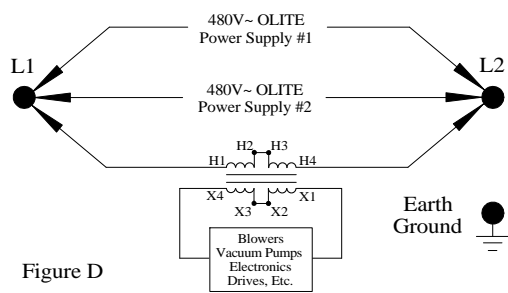 480V~ OLITE
Power Supply #1
L1
L2
480V~ OLITE
Power Supply #2
H2 H3
H1 H4
X4 X1
X3 X2
Earth
Ground
Blowers
Vacuum Pumps
Electronics
Drives, Etc.
Figure D